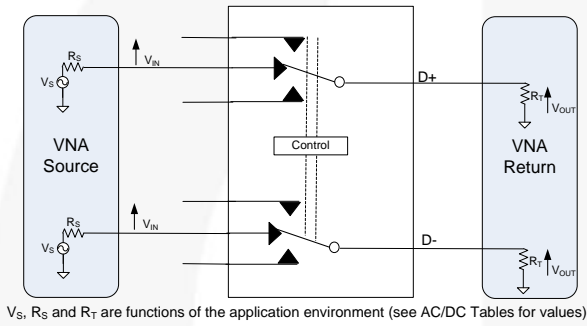 R_S
V_S
V_IN
D+
R_T
V_OUT
VNA
Source
Control
VNA
Return
R_S
V_S
V_IN
D-
R_T
V_OUT
V_S, R_S and R_T are functions of the application environment (see AC/DC Tables for values)